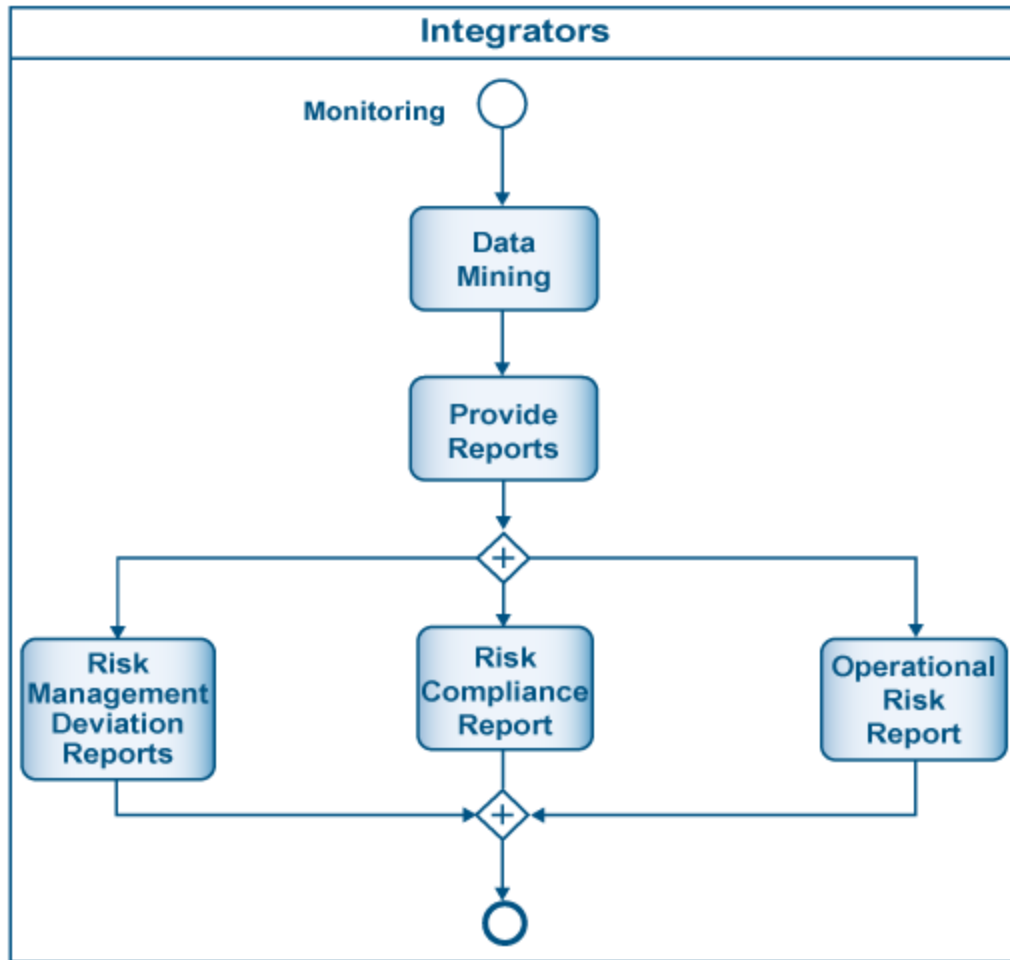 Integrators
Monitoring
Data
Mining
Provide
Reports
Risk
Management
Deviation
Reports
Risk
Compliance
Report
Operational
Risk
Report